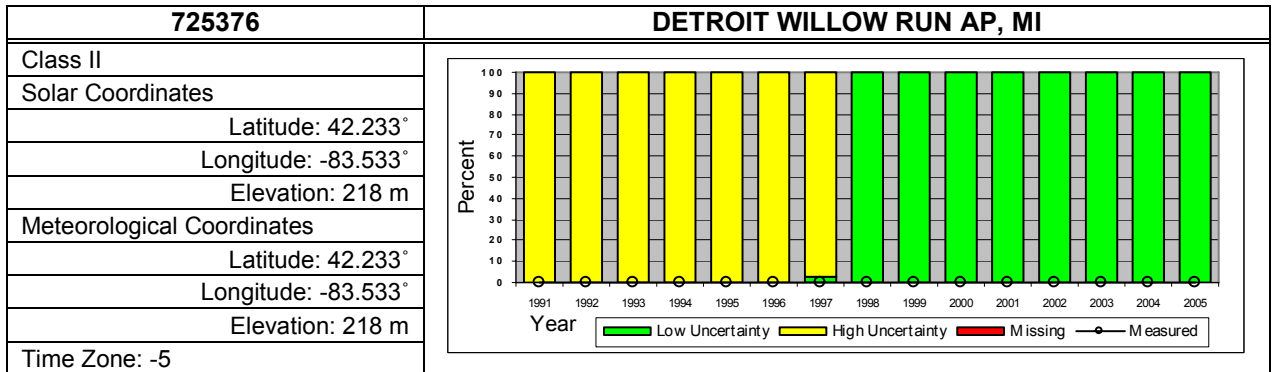 725376
DETROIT WILLOW RUN AP, MI
Class II
Solar Coordinates
Latitude: 42.233˚
Longitude: -83.533˚
Elevation: 218 m
Meteorological Coordinates
Latitude: 42.233˚
Longitude: -83.533˚
Elevation: 218 m
Time Zone: -5
Percent
100
90
80
70
60
50
40
30
20
10
0
1991 1992 1993 1994 1995 1996 1997 1998 1999 2000 2001 2002 2003 2004 2005
Year
Low Uncertainty High Uncertainty Missing Measured